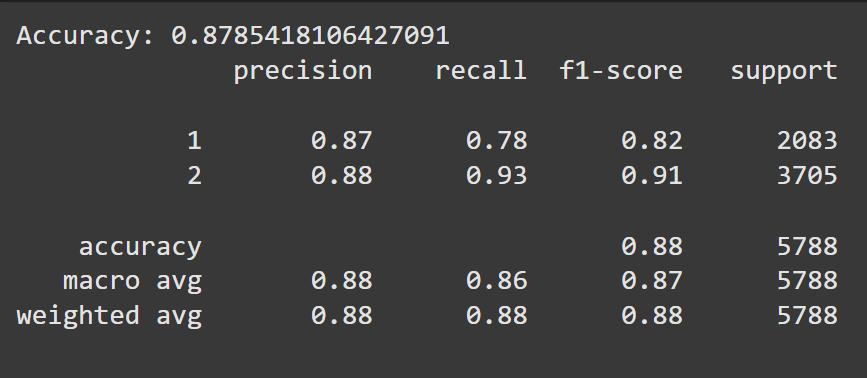 Accuracy: 0.8785418106427091
precision recall f1-score support
1 0.87 0.78 0.82 2083
2 0.88 0.93 0.91 3705
accuracy 0.88 5788
macro avg 0.88 0.86 0.87 5788
weighted avg 0.88 0.88 0.88 5788